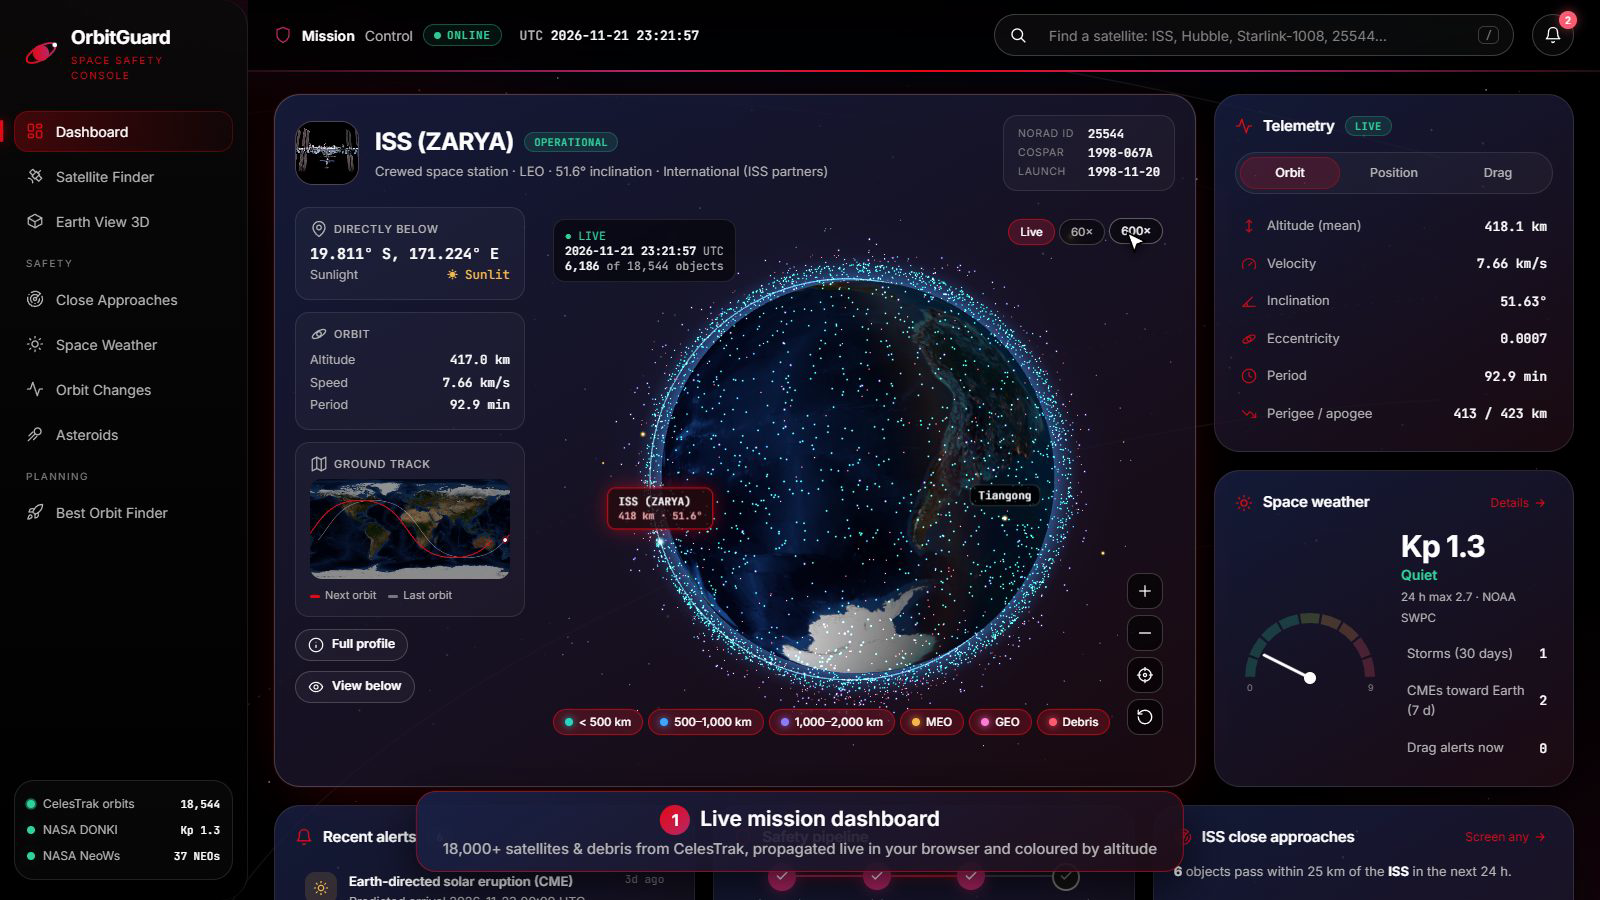 OrbitGuard
SPACE SAFETY
CONSOLE
Dashboard
Satellite Finder
Earth View 3D
SAFETY
Close Approaches
Space Weather
Orbit Changes
Asteroids
PLANNING
Best Orbit Finder
CelesTrak orbits 18,544
NASA DONKI Kp 1.3
NASA NeoWs 37 NEOs
Mission Control ONLINE UTC 2026-11-21 23:21:57
Find a satellite: ISS, Hubble, Starlink-1008, 25544... /
2
ISS (ZARYA) OPERATIONAL
Crewed space station · LEO · 51.6° inclination · International (ISS partners)
NORAD ID 25544
COSPAR 1998-067A
LAUNCH 1998-11-20
DIRECTLY BELOW
19.811° S, 171.224° E
Sunlight Sunlit
ORBIT
Altitude 417.0 km
Speed 7.66 km/s
Period 92.9 min
GROUND TRACK
Next orbit Last orbit
Full profile
View below
LIVE
2026-11-21 23:21:57 UTC
6,186 of 18,544 objects
Live 60× 600×
ISS (ZARYA)
418 km · 51.6°
Tiangong
< 500 km 500–1,000 km 1,000–2,000 km MEO GEO Debris
Telemetry LIVE
Orbit Position Drag
Altitude (mean) 418.1 km
Velocity 7.66 km/s
Inclination 51.63°
Eccentricity 0.0007
Period 92.9 min
Perigee / apogee 413 / 423 km
Space weather Details →
Kp 1.3
Quiet
24 h max 2.7 · NOAA
SWPC
0 9
Storms (30 days) 1
CMEs toward Earth
(7 d) 2
Drag alerts now 0
Recent alerts
Earth-directed solar eruption (CME) 3d ago
Safety pipeline
1 Live mission dashboard
18,000+ satellites & debris from CelesTrak, propagated live in your browser and coloured by altitude
ISS close approaches Screen any →
6 objects pass within 25 km of the ISS in the next 24 h.